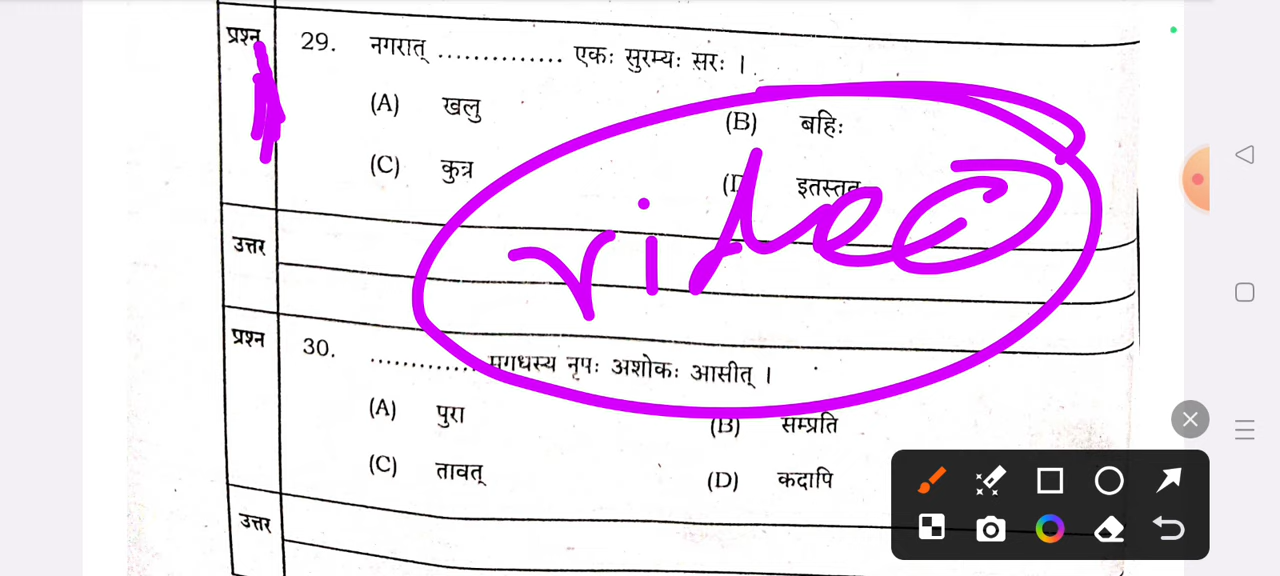 प्रश्न 29. नगरात् .............. एकः सुरम्यः सरः ।
(A) खलु (B) बहिः
(C) कुत्र (D) इतस्ततः
video
उत्तर
प्रश्न 30. ............ मगधस्य नृपः अशोकः आसीत् ।
(A) पुरा (B) सम्प्रति
(C) तावत् (D) कदापि
उत्तर